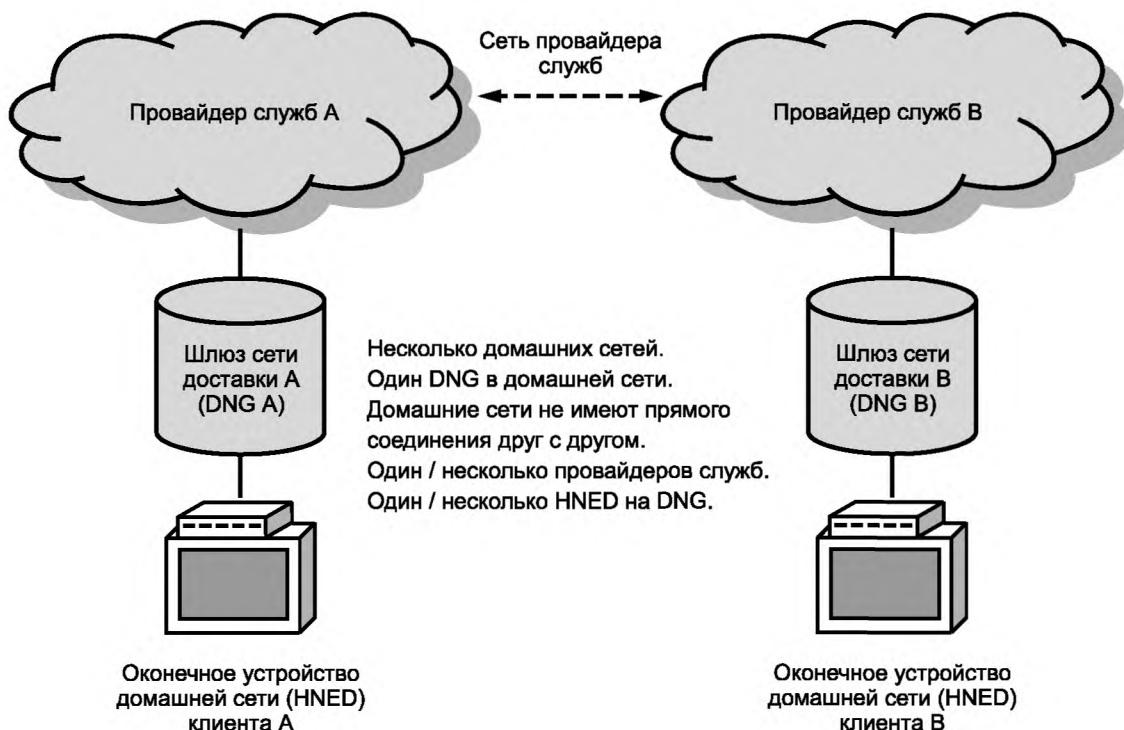 Сеть провайдера
служб
Провайдер служб А
Провайдер служб В
Шлюз сети
доставки А
(DNG A)
Несколько домашних сетей.
Один DNG в домашней сети.
Домашние сети не имеют прямого
соединения друг с другом.
Один / несколько провайдеров служб.
Один / несколько HNED на DNG.
Шлюз сети
доставки В
(DNG B)
Оконечное устройство
домашней сети (HNED)
клиента А
Оконечное устройство
домашней сети (HNED)
клиента В